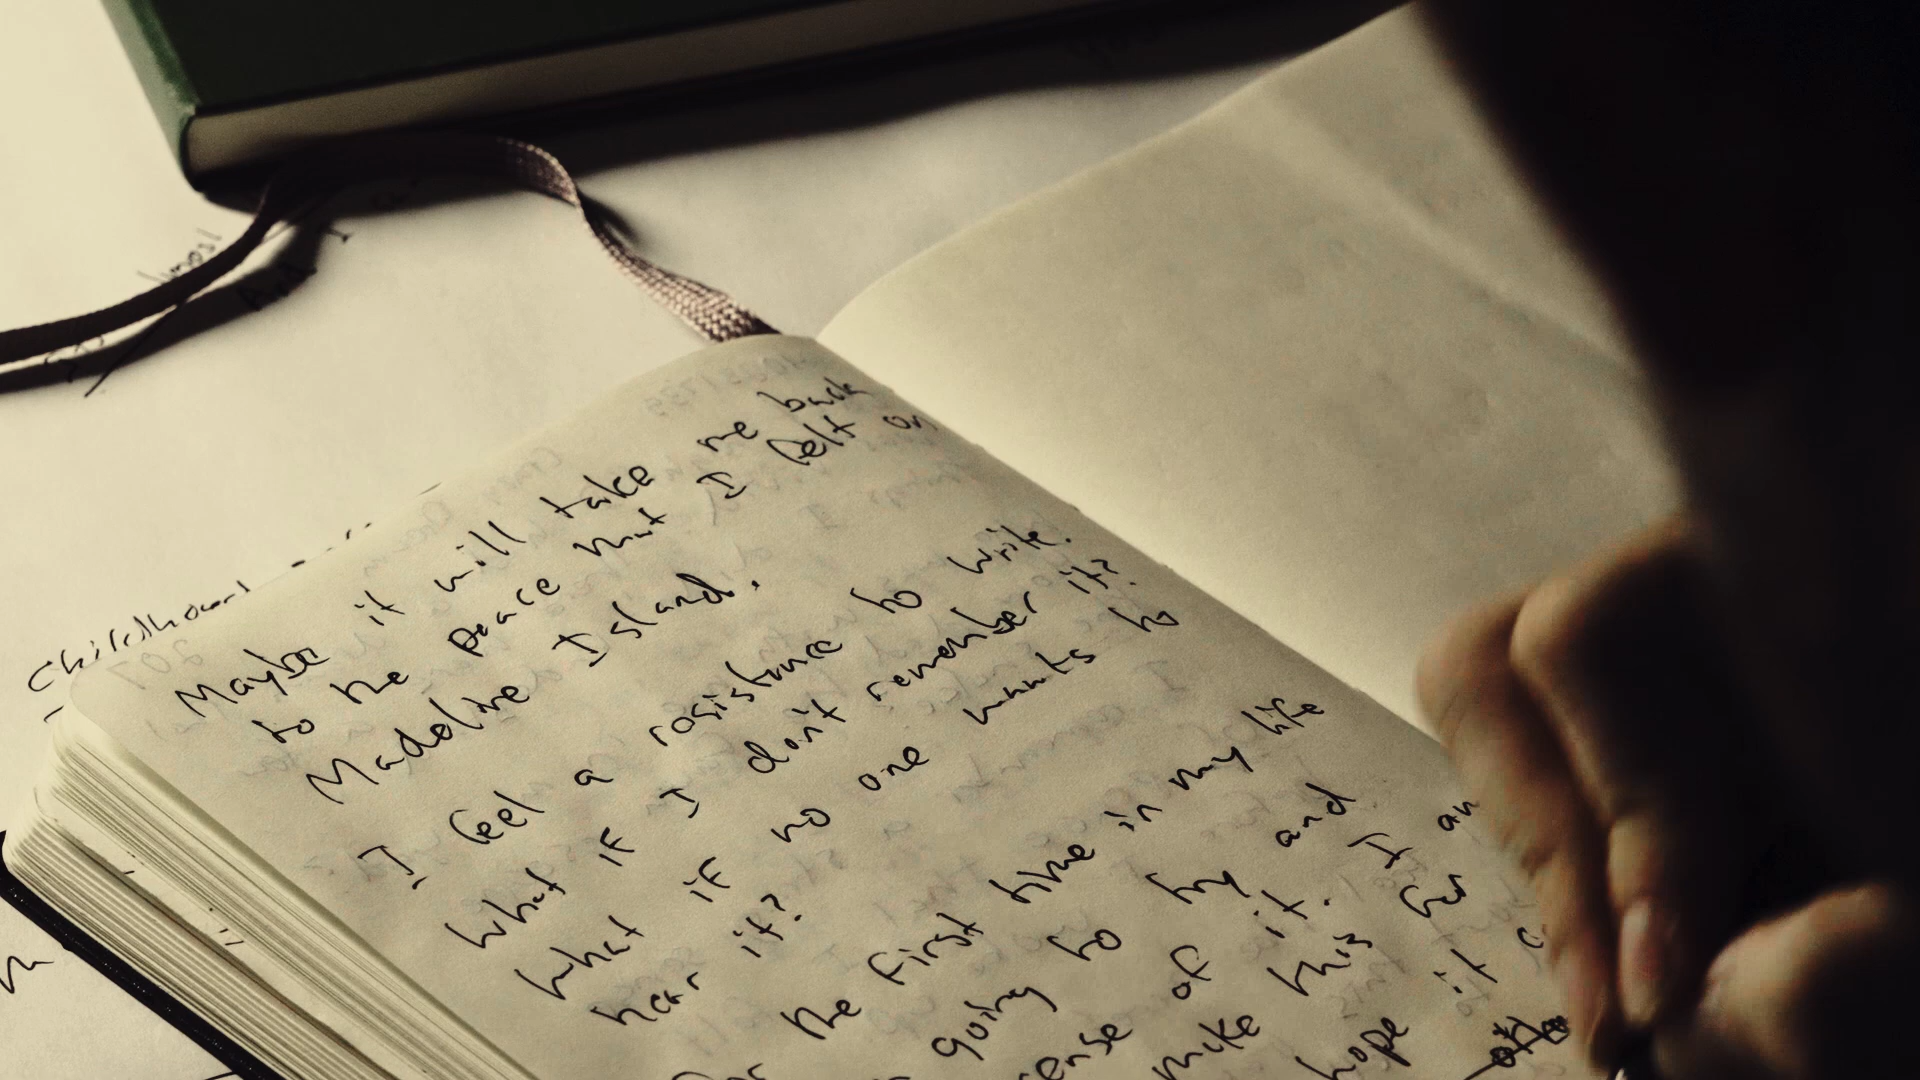 Childhood
Maybe it will take me back
to the peace that I felt on
Madeline Island.
I feel a resistance to write.
What if I don't remember it?
What if no one wants to
hear it?
For the first time in my life
going to try and
sense of it. If
make this
hope it